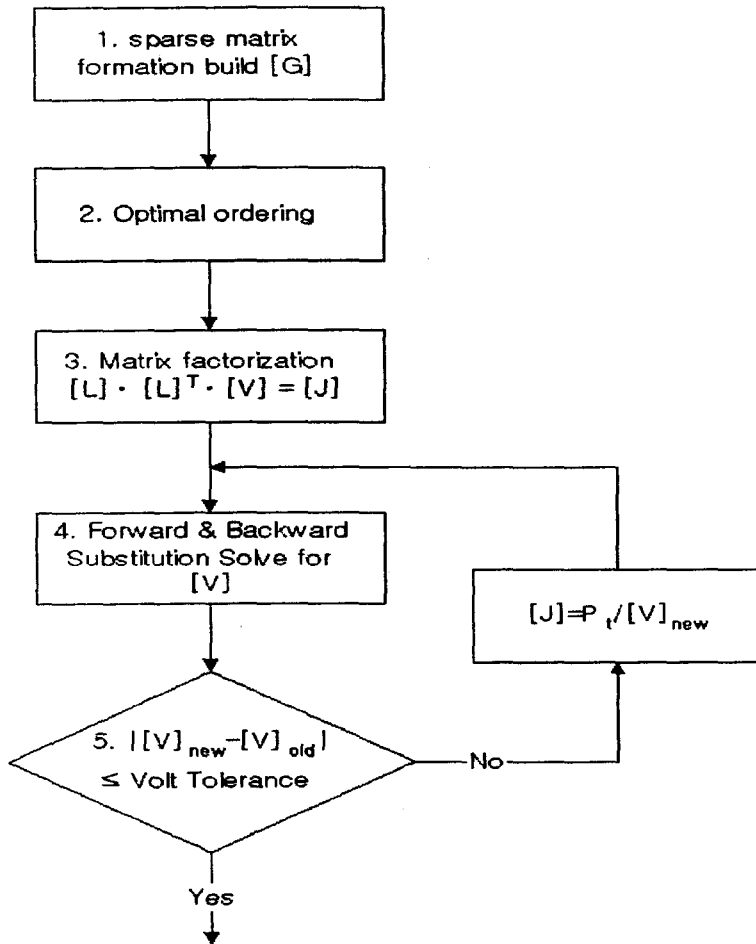 1. sparse matrix
formation build [G]
2. Optimal ordering
3. Matrix factorization
[L] · [L]ᵀ · [V] = [J]
4. Forward & Backward
Substitution Solve for
[V]
[J]=P t/[V] new
5. |[V] new-[V] old|
≤ Volt Tolerance
No
Yes